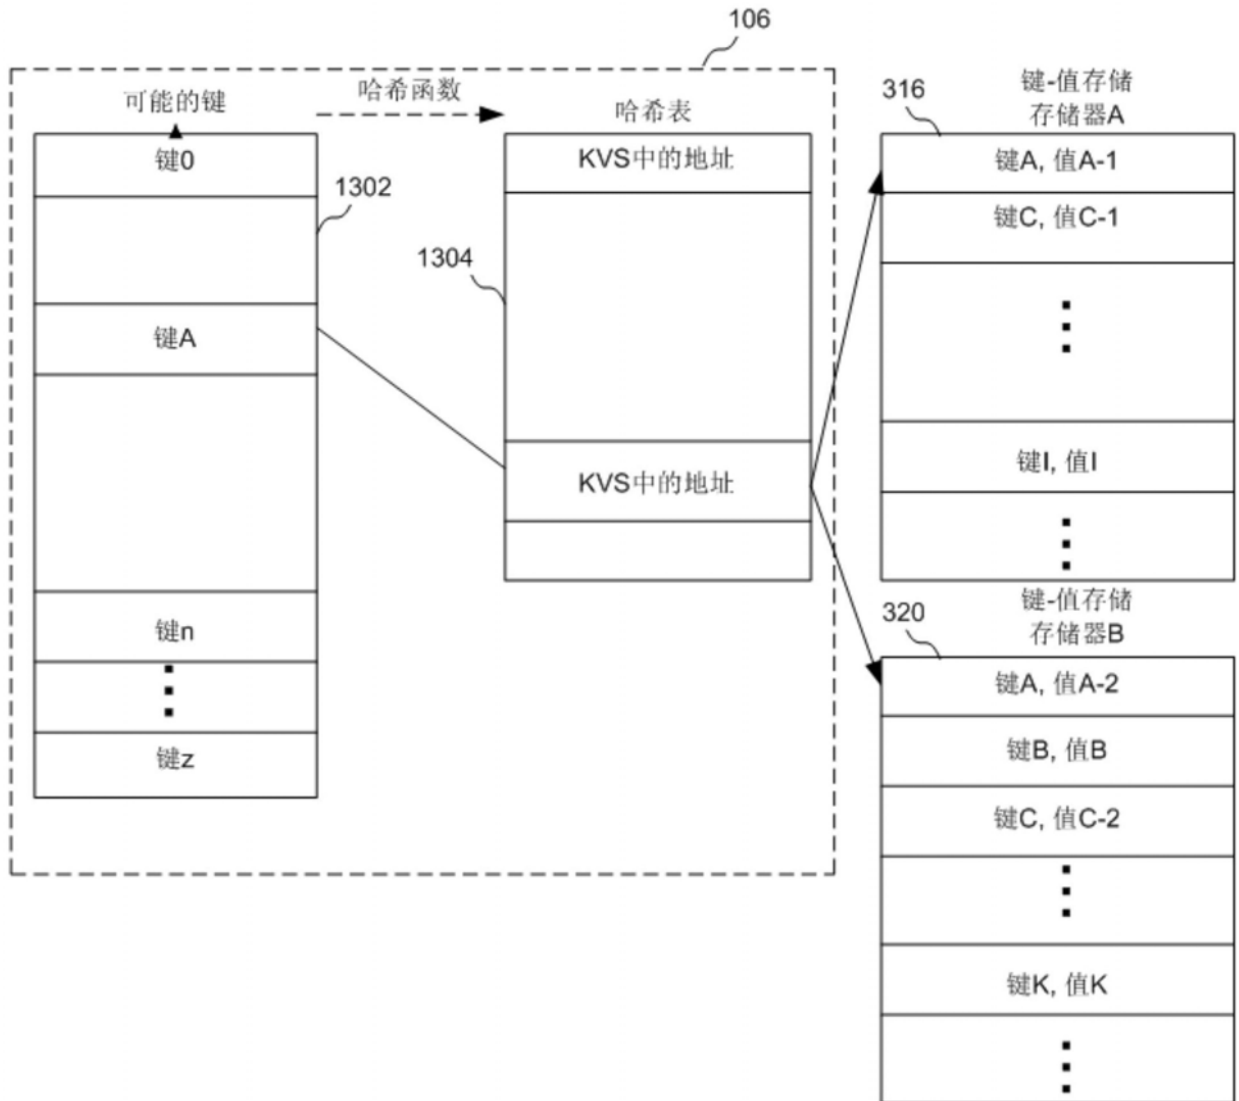 106
可能的键
哈希函数
哈希表
316
键-值存储
存储器A
键0
1302
键A
键n
键z
1304
KVS中的地址
KVS中的地址
键A, 值A-1
键C, 值C-1
键I, 值I
键-值存储
存储器B
320
键A, 值A-2
键B, 值B
键C, 值C-2
键K, 值K